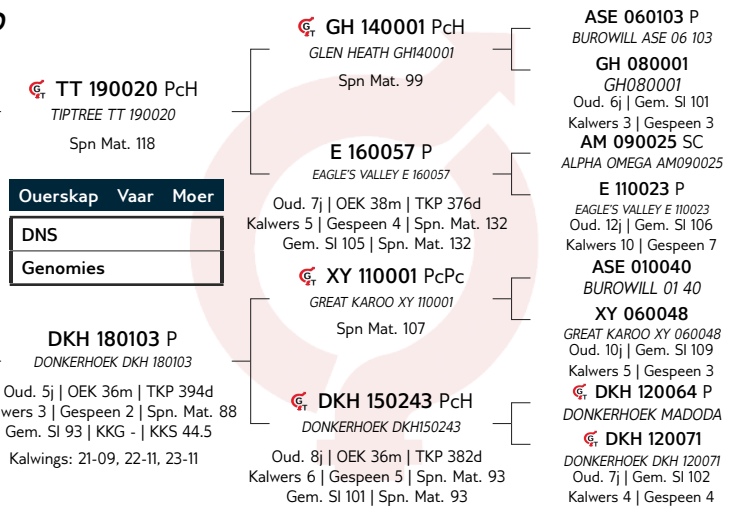 GT TT 190020 PcH
TIPTREE TT 190020
Spn Mat. 118
Ouerskap Vaar Moer
DNS
Genomies
DKH 180103 P
DONKERHOEK DKH 180103
Oud. 5j | OEK 36m | TKP 394d
wers 3 | Gespeen 2 | Spn. Mat. 88
Gem. SI 93 | KKG - | KKS 44.5
Kalwings: 21-09, 22-11, 23-11
GT GH 140001 PcH
GLEN HEATH GH140001
Spn Mat. 99
E 160057 P
EAGLE'S VALLEY E 160057
Oud. 7j | OEK 38m | TKP 376d
Kalwers 5 | Gespeen 4 | Spn. Mat. 132
Gem. SI 105 | Spn. Mat. 132
GT XY 110001 PcPc
GREAT KAROO XY 110001
Spn Mat. 107
GT DKH 150243 PcH
DONKERHOEK DKH150243
Oud. 8j | OEK 36m | TKP 382d
Kalwers 6 | Gespeen 5 | Spn. Mat. 93
Gem. SI 101 | Spn. Mat. 93
ASE 060103 P
BUROWILL ASE 06 103
GH 080001
GH080001
Oud. 6j | Gem. SI 101
Kalwers 3 | Gespeen 3
AM 090025 SC
ALPHA OMEGA AM090025
E 110023 P
EAGLE'S VALLEY E 110023
Oud. 12j | Gem. SI 106
Kalwers 10 | Gespeen 7
ASE 010040
BUROWILL 01 40
XY 060048
GREAT KAROO XY 060048
Oud. 10j | Gem. SI 109
Kalwers 5 | Gespeen 3
GT DKH 120064 P
DONKERHOEK MADODA
GT DKH 120071
DONKERHOEK DKH 120071
Oud. 7j | Gem. SI 102
Kalwers 4 | Gespeen 4